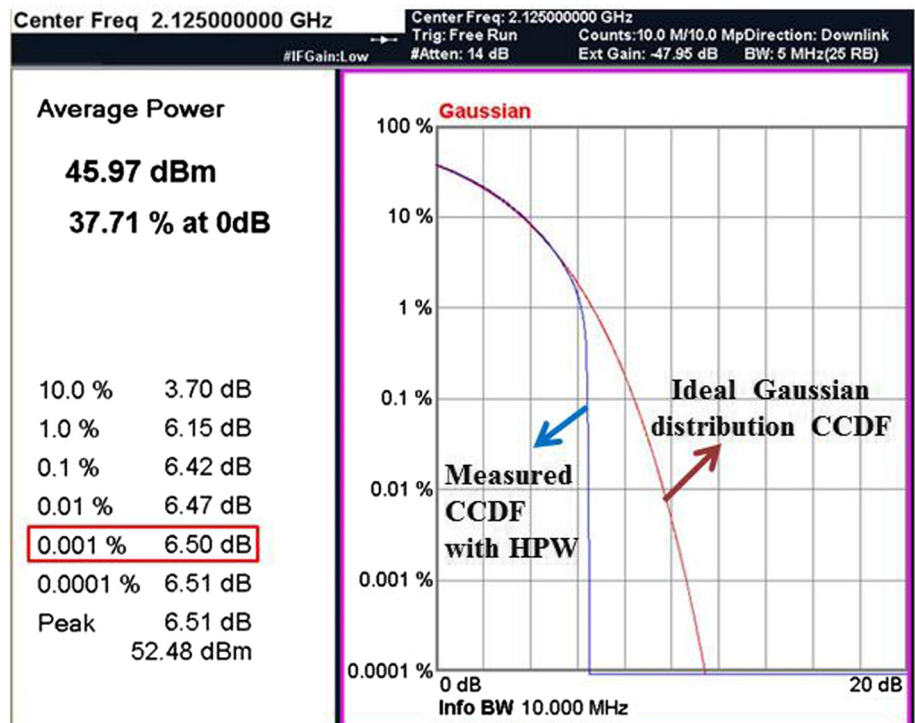 Center Freq 2.125000000 GHz
#IFGain:Low
Center Freq: 2.125000000 GHz
Trig: Free Run Counts:10.0 M/10.0 MpDirection: Downlink
#Atten: 14 dB Ext Gain: -47.95 dB BW: 5 MHz(25 RB)
Average Power
45.97 dBm
37.71 % at 0dB
10.0 % 3.70 dB
1.0 % 6.15 dB
0.1 % 6.42 dB
0.01 % 6.47 dB
0.001 % 6.50 dB
0.0001 % 6.51 dB
Peak 6.51 dB
52.48 dBm
Gaussian
100 %
10 %
1 %
0.1 %
0.01 %
0.001 %
0.0001 %
Ideal Gaussian
distribution CCDF
Measured
CCDF
with HPW
0 dB
20 dB
Info BW 10.000 MHz